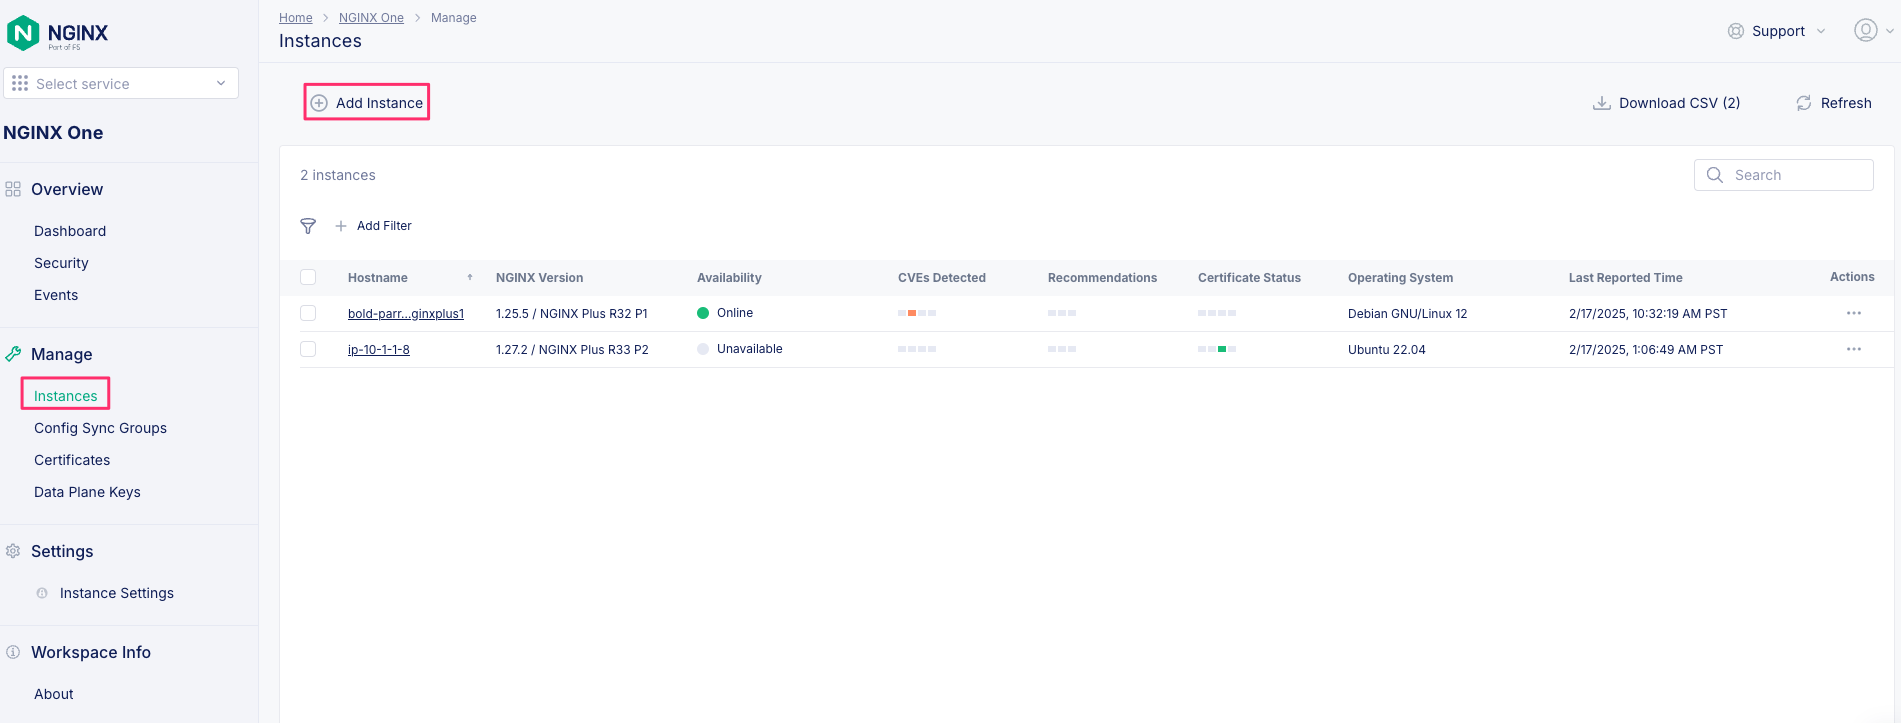 NGINX
Part of F5
Select service
NGINX One
Overview
Dashboard
Security
Events
Manage
Instances
Config Sync Groups
Certificates
Data Plane Keys
Settings
Instance Settings
Workspace Info
About
Home > NGINX One > Manage
Instances
Support
Add Instance
Download CSV (2)
Refresh
2 instances
Search
Add Filter
Hostname NGINX Version Availability CVEs Detected Recommendations Certificate Status Operating System Last Reported Time Actions
bold-parr...ginxplus1 1.25.5 / NGINX Plus R32 P1 Online Debian GNU/Linux 12 2/17/2025, 10:32:19 AM PST
ip-10-1-1-8 1.27.2 / NGINX Plus R33 P2 Unavailable Ubuntu 22.04 2/17/2025, 1:06:49 AM PST